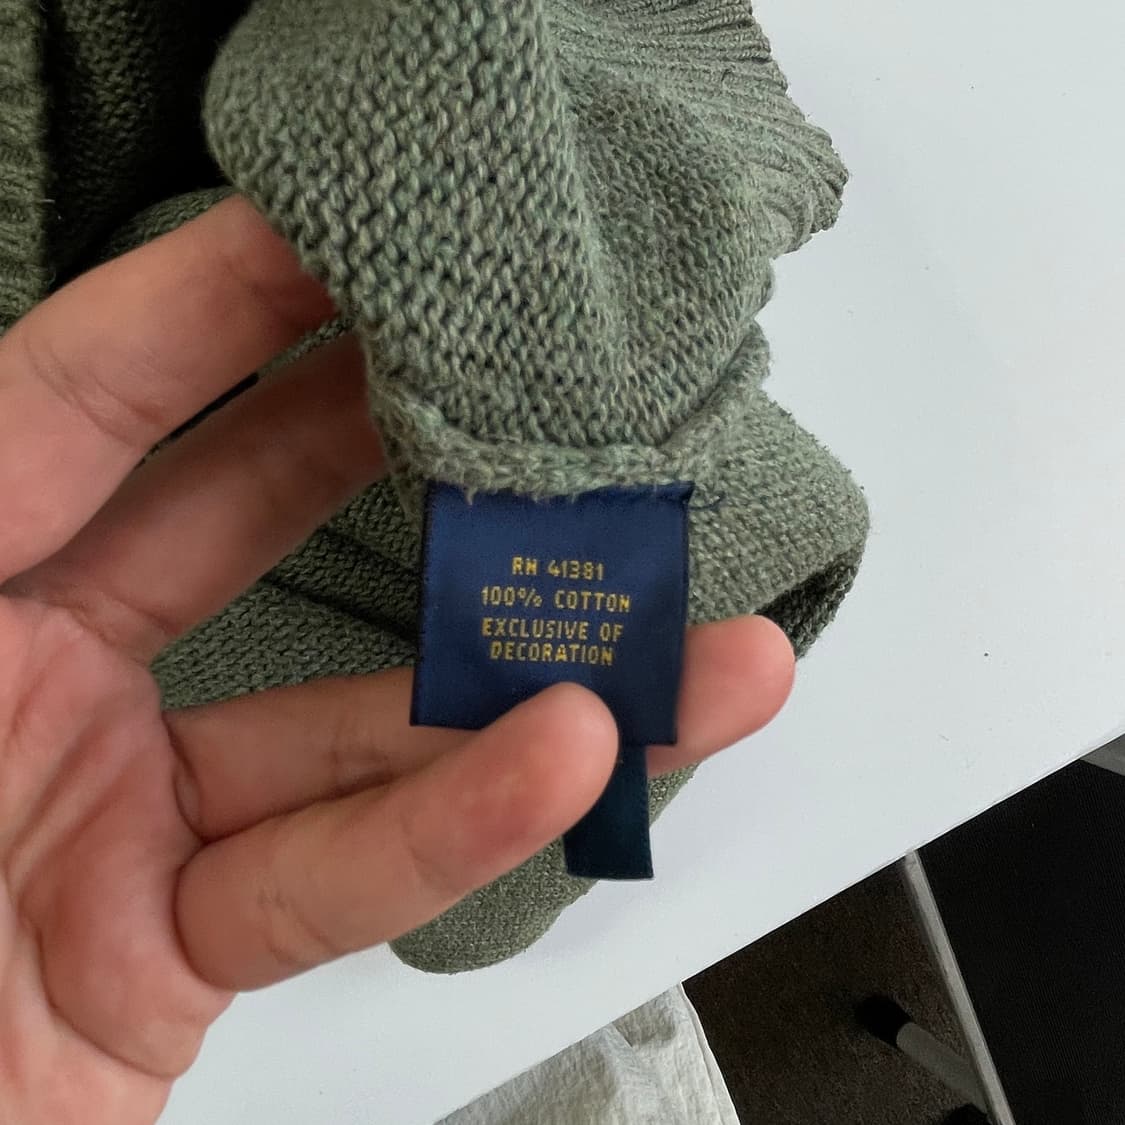 RN 41381
100% COTTON
EXCLUSIVE OF
DECORATION